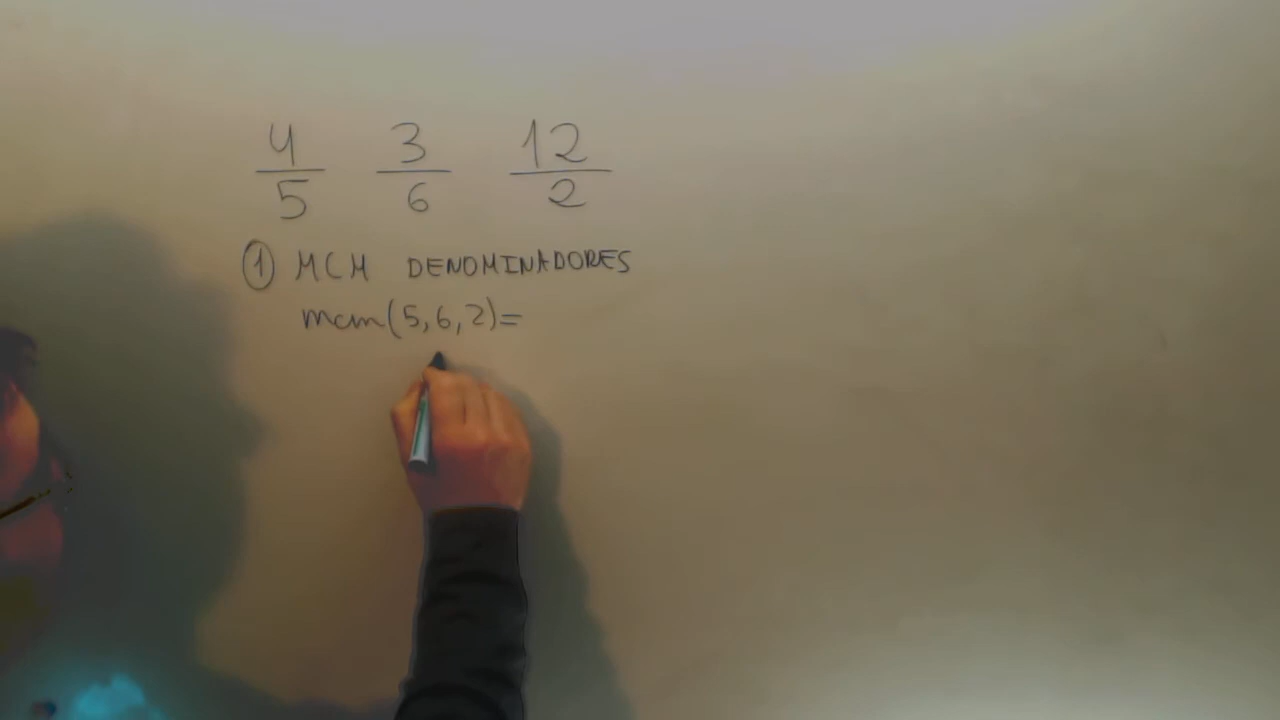 4/5 3/6 12/2
① MCM DENOMINADORES
mcm(5,6,2)=